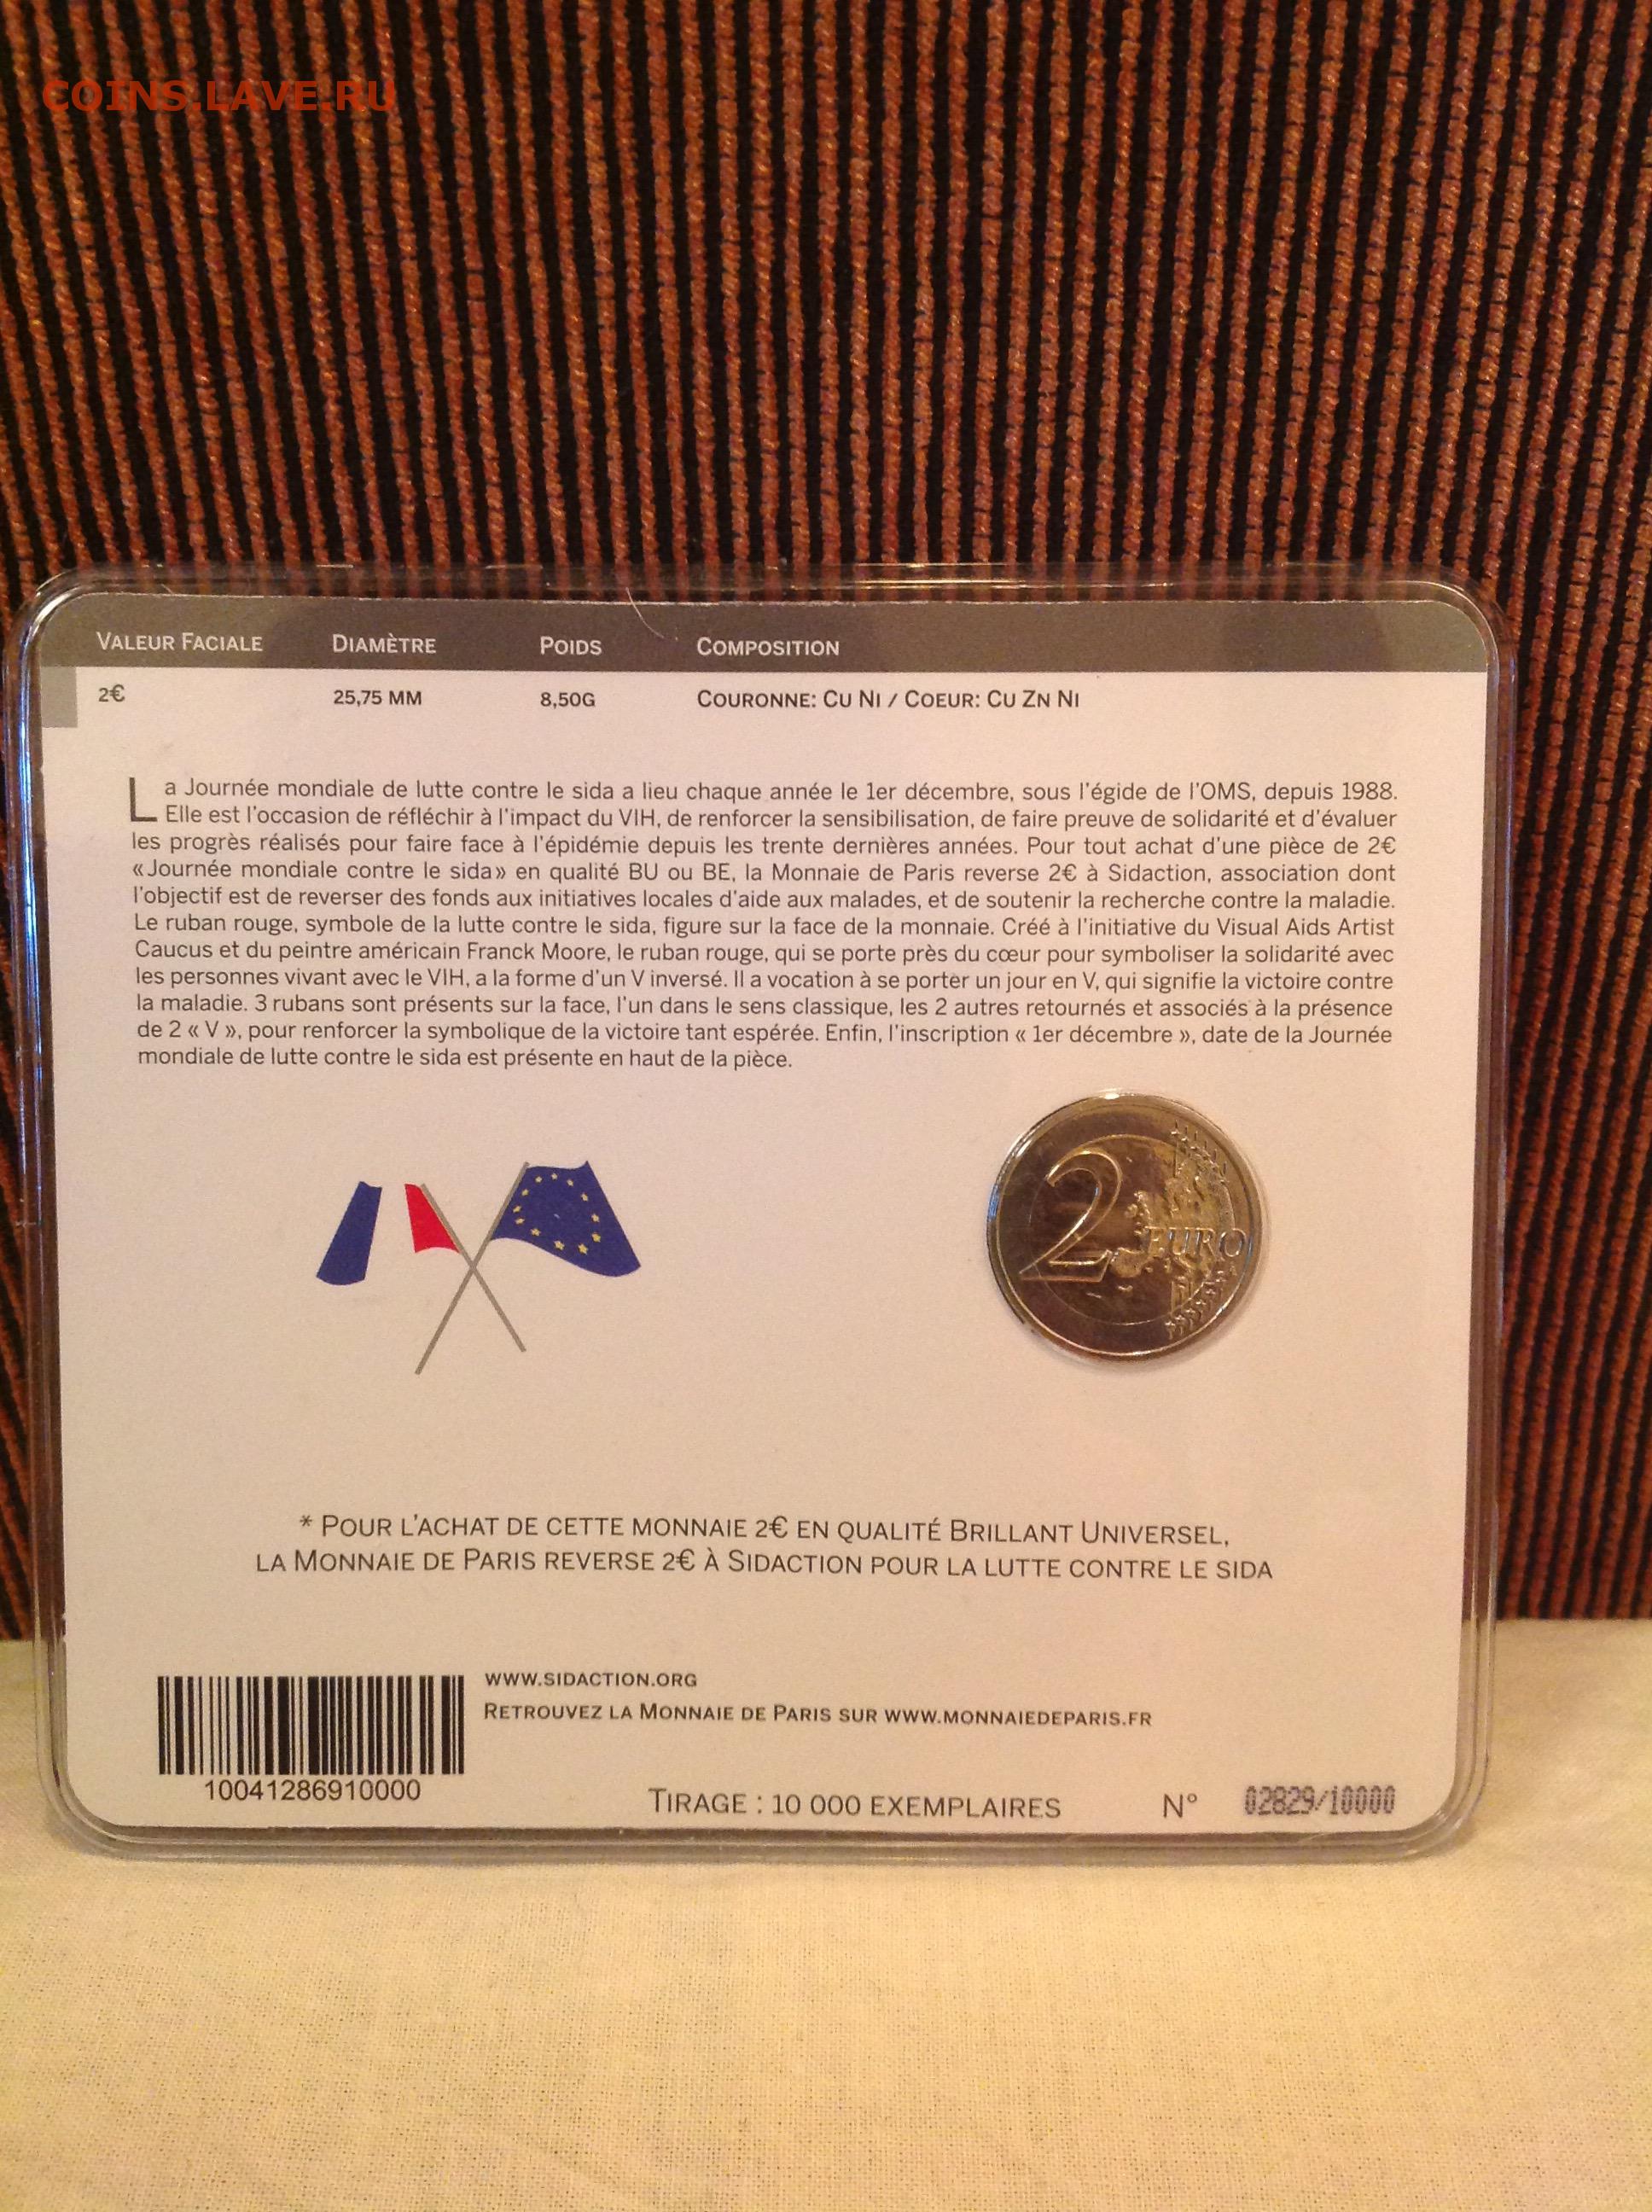 COINS.LAVE.RU
VALEUR FACIALE DIAMÈTRE POIDS COMPOSITION
2€ 25,75 MM 8,50G COURONNE: CU NI / COEUR: CU ZN NI
La Journée mondiale de lutte contre le sida a lieu chaque année le 1er décembre, sous l'égide de l'OMS, depuis 1988.
Elle est l'occasion de réfléchir à l'impact du VIH, de renforcer la sensibilisation, de faire preuve de solidarité et d'évaluer
les progrès réalisés pour faire face à l'épidémie depuis les trente dernières années. Pour tout achat d'une pièce de 2€
«Journée mondiale contre le sida» en qualité BU ou BE, la Monnaie de Paris reverse 2€ à Sidaction, association dont
l'objectif est de reverser des fonds aux initiatives locales d'aide aux malades, et de soutenir la recherche contre la maladie.
Le ruban rouge, symbole de la lutte contre le sida, figure sur la face de la monnaie. Créé à l'initiative du Visual Aids Artist
Caucus et du peintre américain Franck Moore, le ruban rouge, qui se porte près du cœur pour symboliser la solidarité avec
les personnes vivant avec le VIH, a la forme d'un V inversé. Il a vocation à se porter un jour en V, qui signifie la victoire contre
la maladie. 3 rubans sont présents sur la face, l'un dans le sens classique, les 2 autres retournés et associés à la présence
de 2 « V », pour renforcer la symbolique de la victoire tant espérée. Enfin, l'inscription « 1er décembre », date de la Journée
mondiale de lutte contre le sida est présente en haut de la pièce.
2 EURO
* POUR L'ACHAT DE CETTE MONNAIE 2€ EN QUALITÉ BRILLANT UNIVERSEL,
LA MONNAIE DE PARIS REVERSE 2€ À SIDACTION POUR LA LUTTE CONTRE LE SIDA
WWW.SIDACTION.ORG
RETROUVEZ LA MONNAIE DE PARIS SUR WWW.MONNAIEDEPARIS.FR
10041286910000
TIRAGE : 10 000 EXEMPLAIRES N° 02829/10000